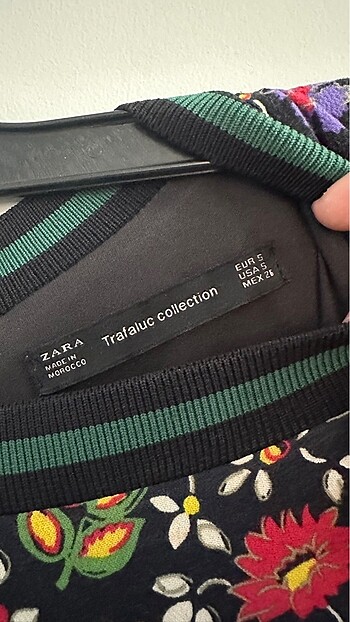 ZARA
MADE IN
MOROCCO
Trafaluc collection
EUR S
USA S
MEX 26